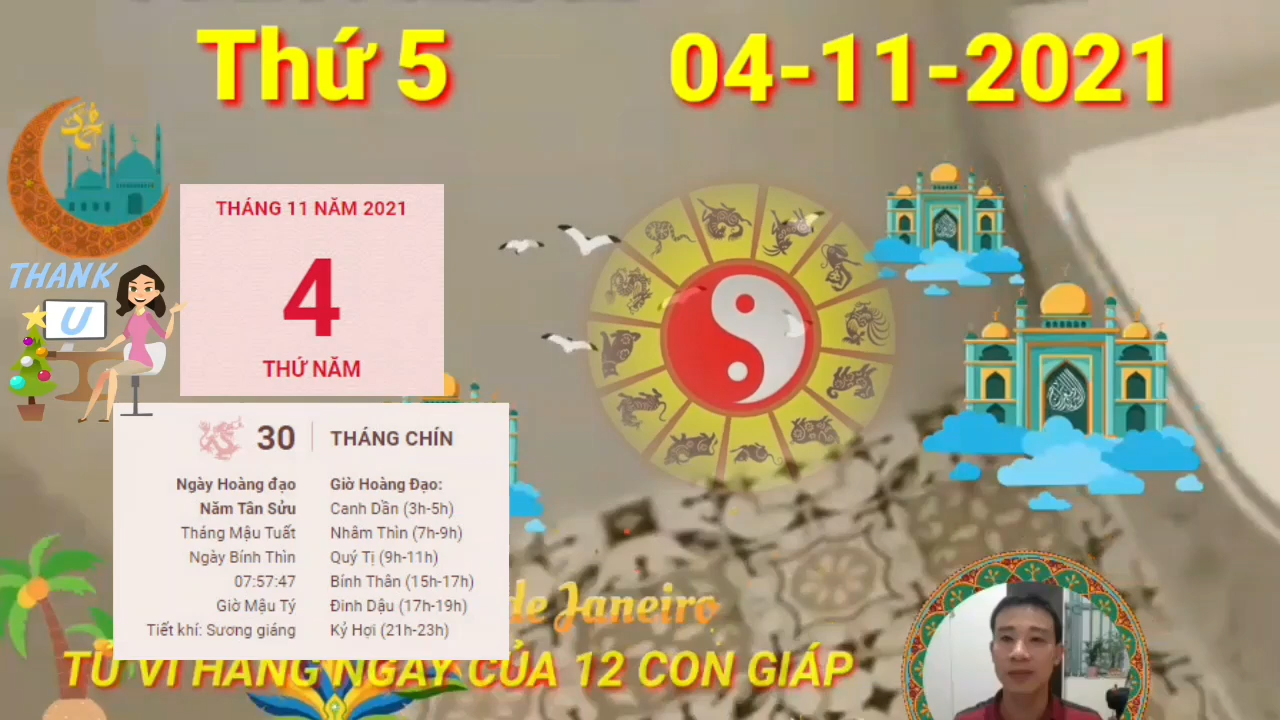 Thứ 5 04-11-2021
THÁNG 11 NĂM 2021
4
THỨ NĂM
THANK
U
30 THÁNG CHÍN
Ngày Hoàng đạo Giờ Hoàng Đạo:
Năm Tân Sửu Canh Dần (3h-5h)
Tháng Mậu Tuất Nhâm Thìn (7h-9h)
Ngày Bính Thìn Quý Tị (9h-11h)
07:57:47 Bính Thân (15h-17h)
Giờ Mậu Tý Đinh Dậu (17h-19h)
Tiết khí: Sương giáng Kỷ Hợi (21h-23h)
de Janeiro
TỬ VI HÀNG NGÀY CỦA 12 CON GIÁP